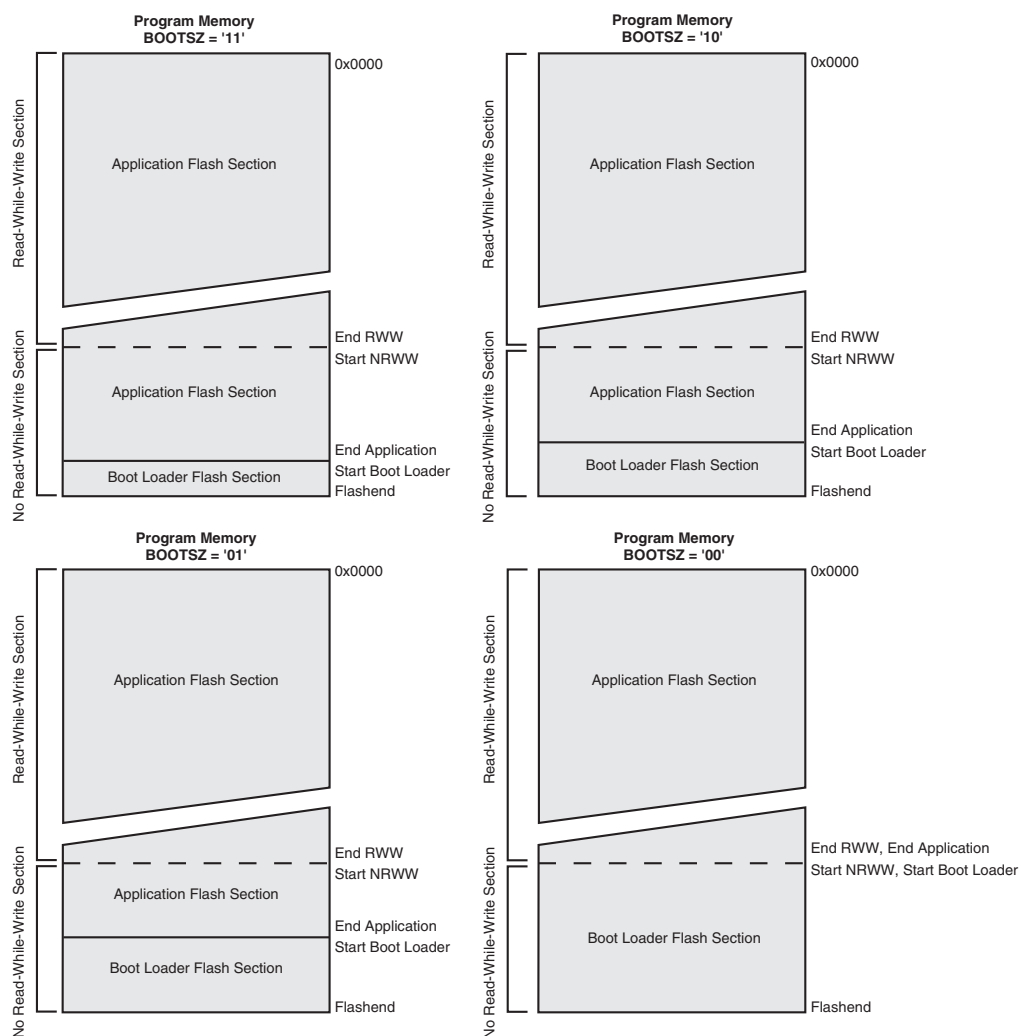 Program Memory
BOOTSZ = '11'
0x0000
Read-While-Write Section
Application Flash Section
End RWW
Start NRWW
No Read-While-Write Section
Application Flash Section
End Application
Start Boot Loader
Boot Loader Flash Section
Flashend
Program Memory
BOOTSZ = '10'
0x0000
Read-While-Write Section
Application Flash Section
End RWW
Start NRWW
No Read-While-Write Section
Application Flash Section
End Application
Start Boot Loader
Boot Loader Flash Section
Flashend
Program Memory
BOOTSZ = '01'
0x0000
Read-While-Write Section
Application Flash Section
End RWW
Start NRWW
No Read-While-Write Section
Application Flash Section
End Application
Start Boot Loader
Boot Loader Flash Section
Flashend
Program Memory
BOOTSZ = '00'
0x0000
Read-While-Write Section
Application Flash Section
End RWW, End Application
Start NRWW, Start Boot Loader
No Read-While-Write Section
Boot Loader Flash Section
Flashend